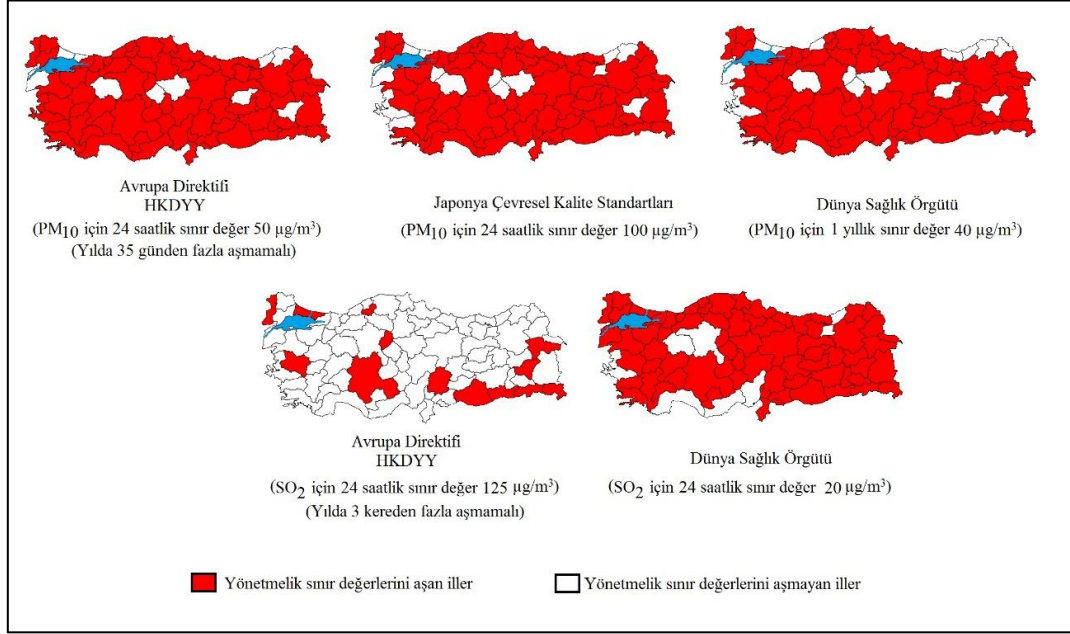 Avrupa Direktifi
HKDYY
(PM10 için 24 saatlik sınır değer 50 µg/m³)
(Yılda 35 günden fazla aşmamalı)
Japonya Çevresel Kalite Standartları
(PM10 için 24 saatlik sınır değer 100 µg/m³)
Dünya Sağlık Örgütü
(PM10 için 1 yıllık sınır değer 40 µg/m³)
Avrupa Direktifi
HKDYY
(SO2 için 24 saatlik sınır değer 125 µg/m³)
(Yılda 3 kereden fazla aşmamalı)
Dünya Sağlık Örgütü
(SO2 için 24 saatlik sınır değer 20 µg/m³)
Yönetmelik sınır değerlerini aşan iller
Yönetmelik sınır değerlerini aşmayan iller